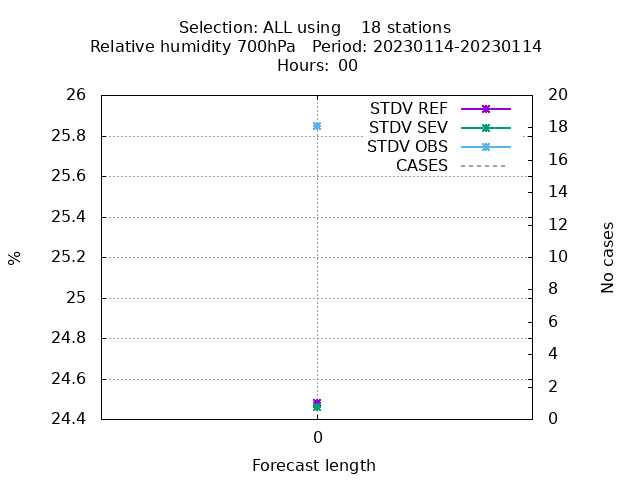 Selection: ALL using    18 stations
Relative humidity 700hPa   Period: 20230114-20230114
Hours: 00
26
25.8
25.6
25.4
25.2
25
24.8
24.6
24.4
20
18
16
14
12
10
8
6
4
2
0
STDV REF
STDV SEV
STDV OBS
CASES
%
No cases
0
Forecast length